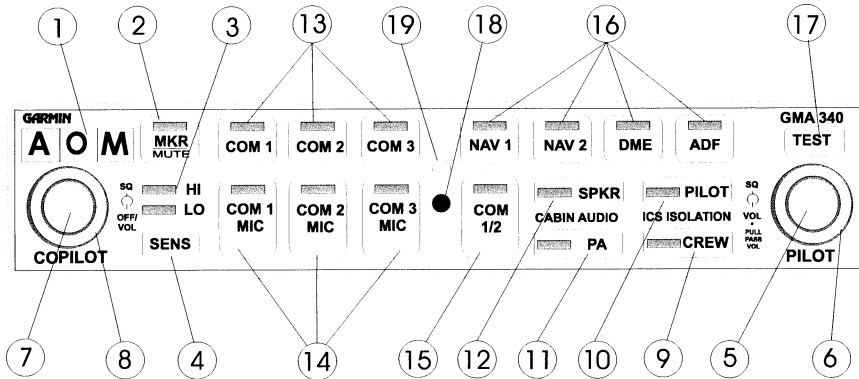 1 2 3 13 19 18 16 17
GARMIN GMA 340
A O M MKR MUTE COM 1 COM 2 COM 3 NAV 1 NAV 2 DME ADF TEST
SQ HI SPKR PILOT SQ
OFF/VOL LO COM 1 MIC COM 2 MIC COM 3 MIC COM 1/2 CABIN AUDIO ICS ISOLATION VOL • PULL PASS VOL
SENS PA CREW
COPILOT PILOT
7 8 4 14 15 12 11 10 9 5 6